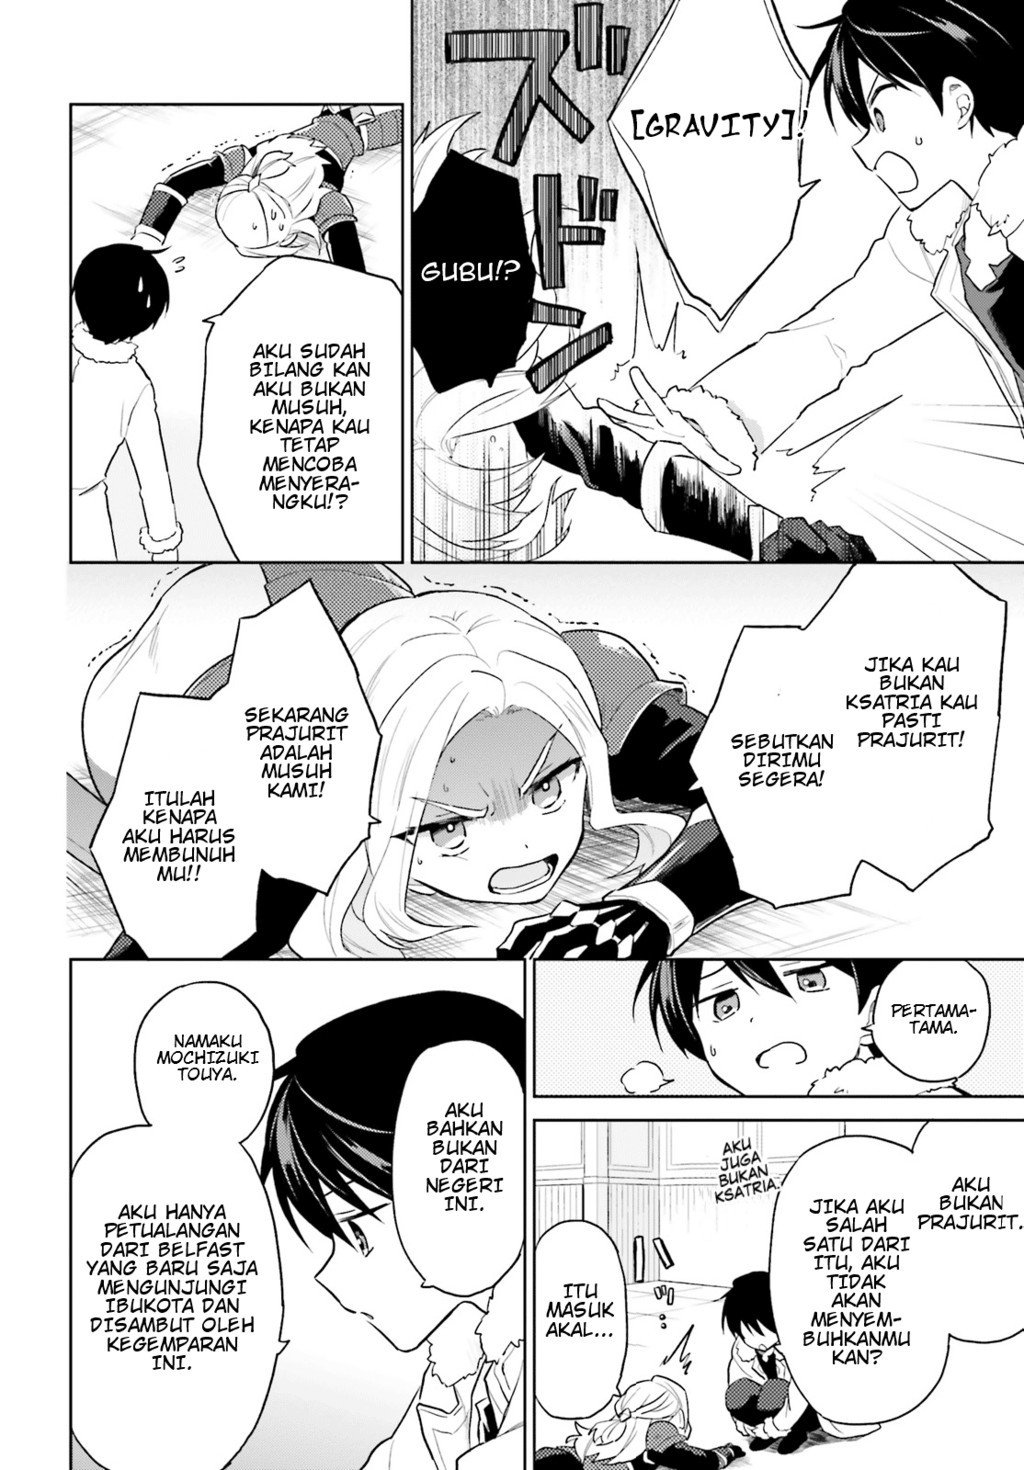 [GRAVITY]!
ズドドン
GUBU!?
AKU SUDAH
BILANG KAN
AKU BUKAN
MUSUH,
KENAPA KAU
TETAP
MENCOBA
MENYERA-
NGKU!?
JIKA KAU
BUKAN
KSATRIA KAU
PASTI
PRAJURIT!
SEBUTKAN
DIRIMU
SEGERA!
SEKARANG
PRAJURIT
ADALAH
MUSUH
KAMI!
ITULAH
KENAPA
AKU HARUS
MEMBUNUH
MU!!
PERTAMA-
TAMA.
AKU
BUKAN
PRAJURIT.
AKU
JUGA
BUKAN
KSATRIA.
JIKA AKU
SALAH
SATU DARI
ITU, AKU
TIDAK
AKAN
MENYEM-
BUHKANMU
KAN?
ITU
MASUK
AKAL...
AKU
BAHKAN
BUKAN
DARI
NEGERI
INI.
NAMAKU
MOCHIZUKI
TOUYA.
AKU HANYA
PETUALANGAN
DARI BELFAST
YANG BARU SAJA
MENGUNJUNGI
IBUKOTA DAN
DISAMBUT OLEH
KEGEMPARAN
INI.